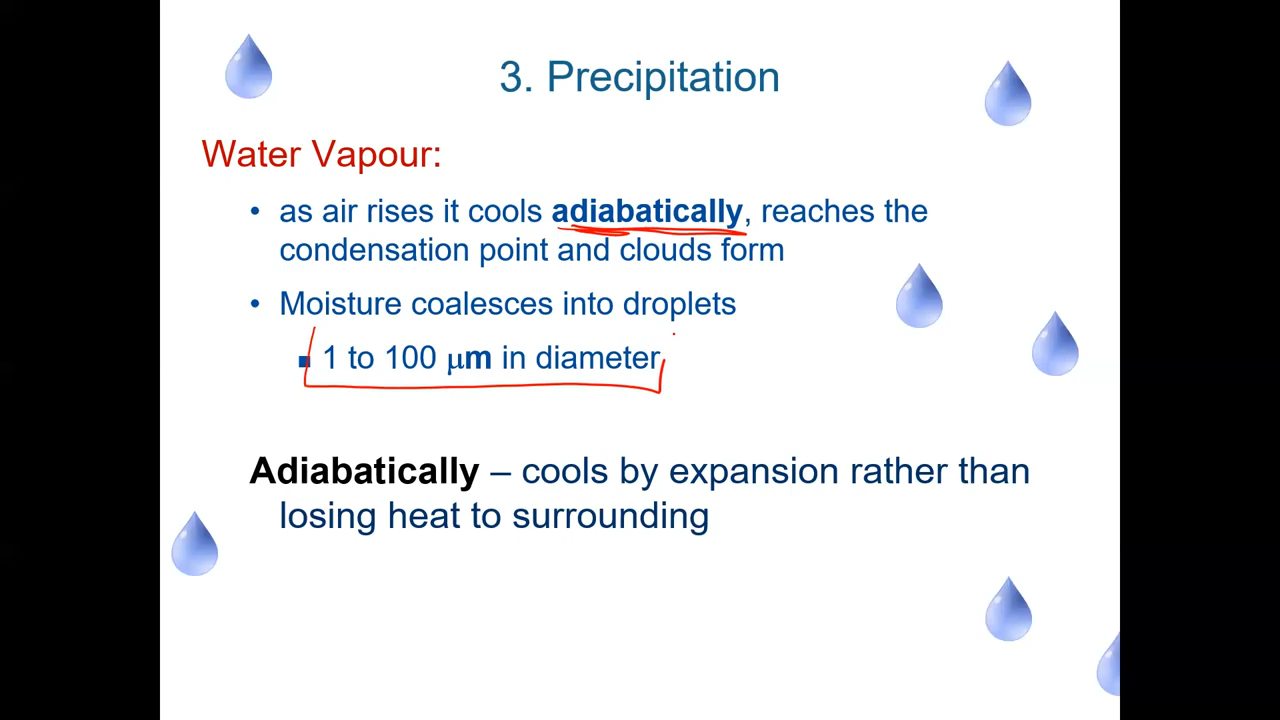 3. Precipitation
Water Vapour:
• as air rises it cools adiabatically, reaches the
condensation point and clouds form
• Moisture coalesces into droplets
▪ 1 to 100 μm in diameter
Adiabatically – cools by expansion rather than
losing heat to surrounding